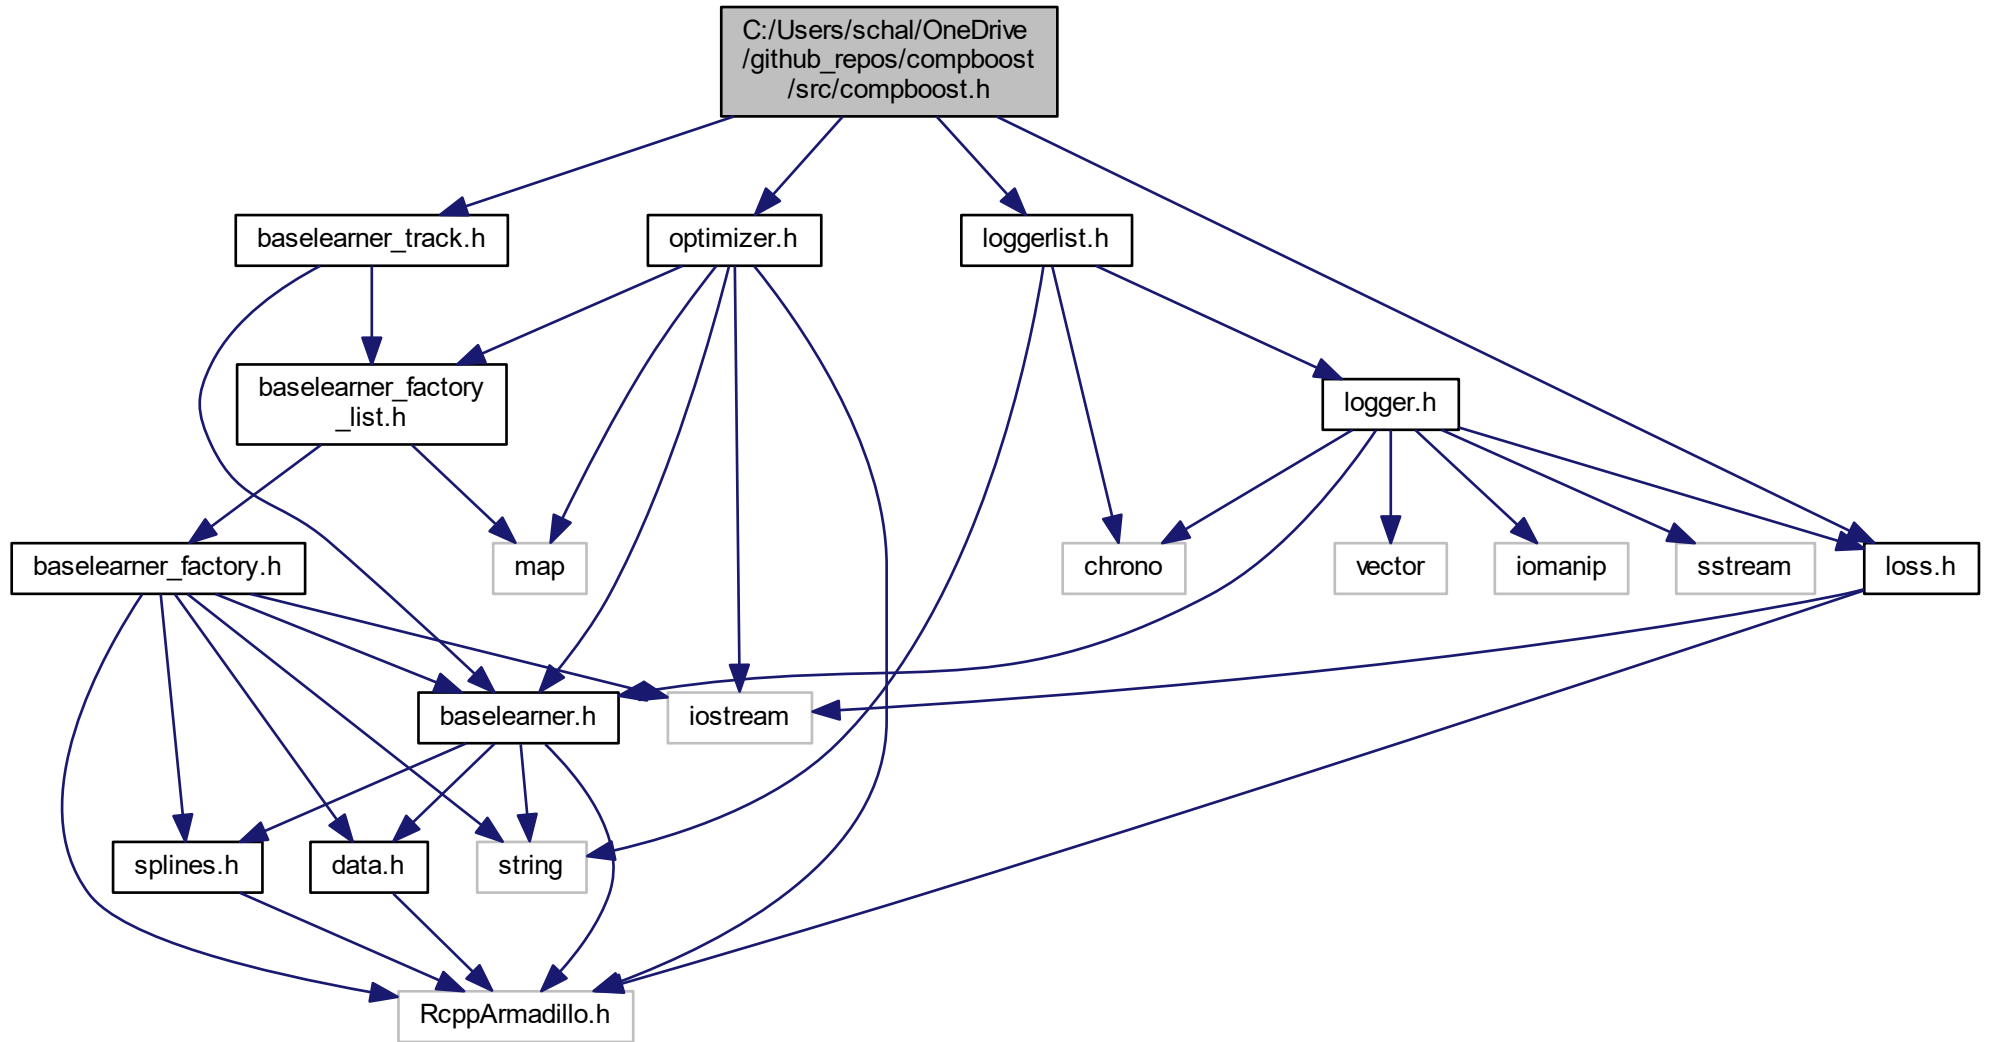 C:/Users/schal/OneDrive
/github_repos/compboost
/src/compboost.h
baselearner_track.h
optimizer.h
loggerlist.h
baselearner_factory
_list.h
logger.h
baselearner_factory.h
map
chrono
vector
iomanip
sstream
loss.h
baselearner.h
iostream
splines.h
data.h
string
RcppArmadillo.h